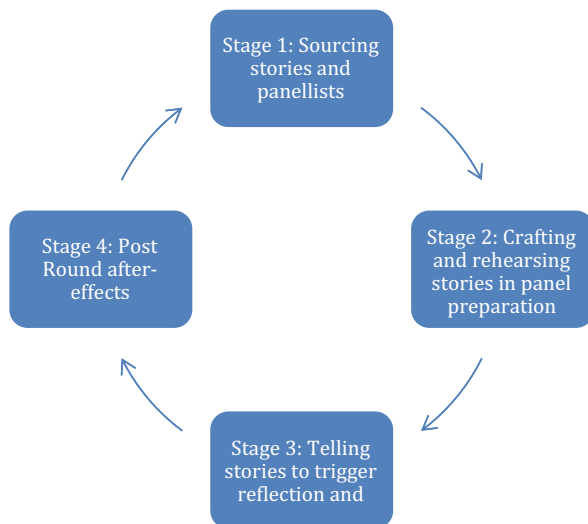 Stage 1: Sourcing
stories and
panellists
Stage 2: Crafting
and rehearsing
stories in panel
preparation
Stage 3: Telling
stories to trigger
reflection and
Stage 4: Post
Round after-
effects